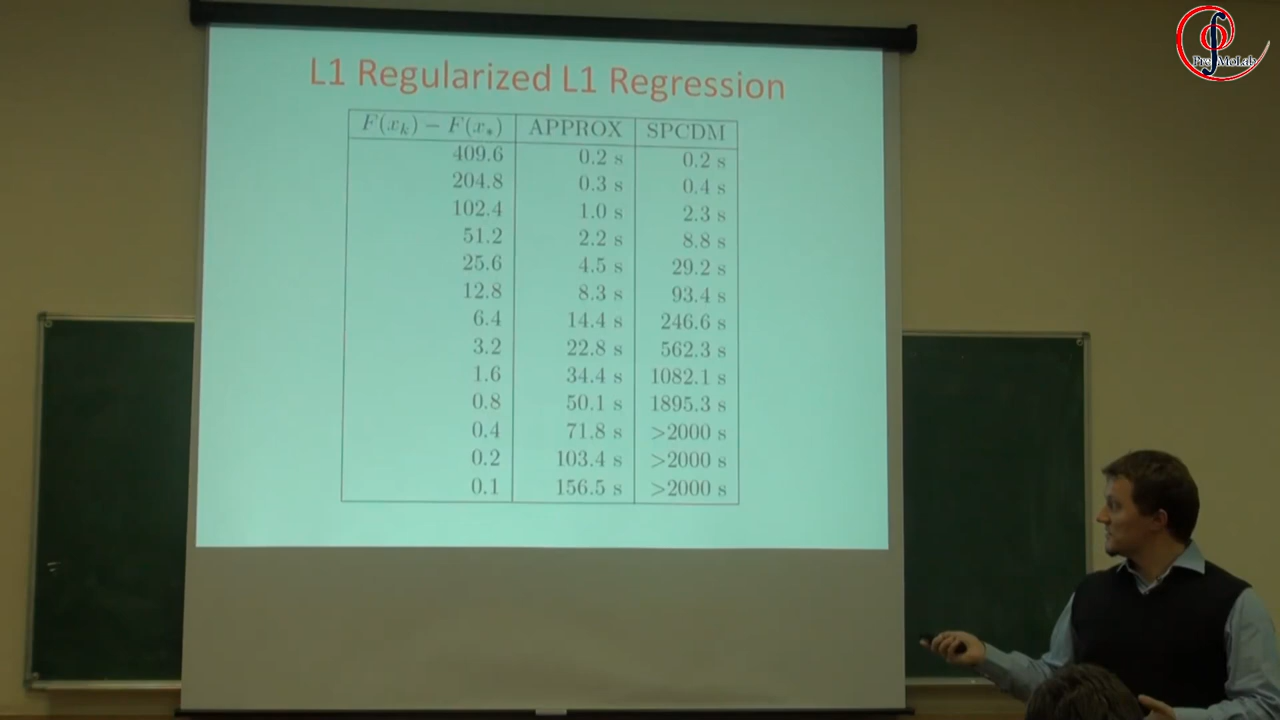 L1 Regularized L1 Regression
F(x_k) − F(x_*) APPROX SPCDM
409.6 0.2 s 0.2 s
204.8 0.3 s 0.4 s
102.4 1.0 s 2.3 s
51.2 2.2 s 8.8 s
25.6 4.5 s 29.2 s
12.8 8.3 s 93.4 s
6.4 14.4 s 246.6 s
3.2 22.8 s 562.3 s
1.6 34.4 s 1082.1 s
0.8 50.1 s 1895.3 s
0.4 71.8 s >2000 s
0.2 103.4 s >2000 s
0.1 156.5 s >2000 s